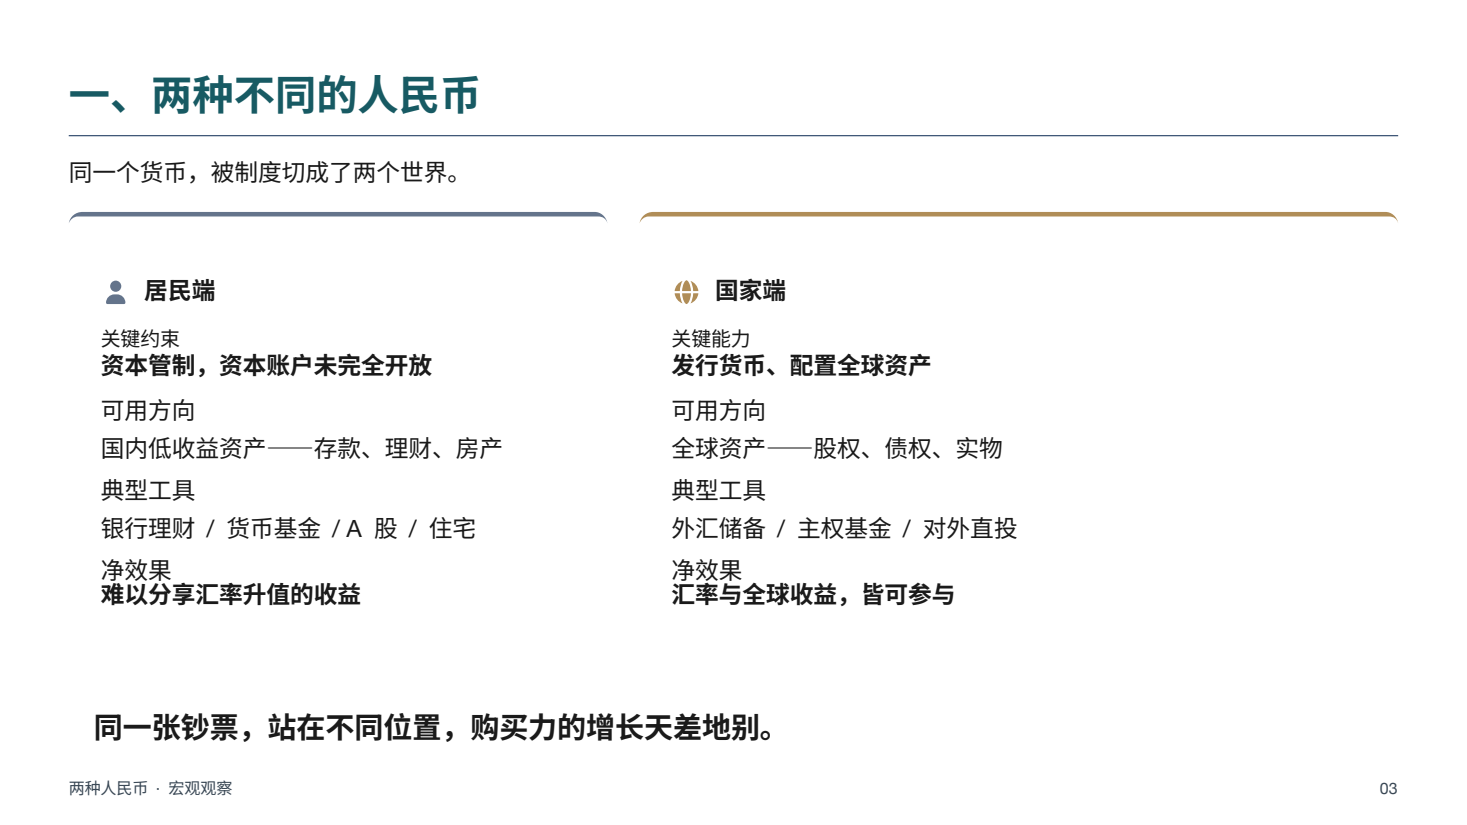 一、两种不同的人民币
同一个货币，被制度切成了两个世界。
居民端
关键约束
资本管制，资本账户未完全开放
可用方向
国内低收益资产——存款、理财、房产
典型工具
银行理财 / 货币基金 / A 股 / 住宅
净效果
难以分享汇率升值的收益
国家端
关键能力
发行货币、配置全球资产
可用方向
全球资产——股权、债权、实物
典型工具
外汇储备 / 主权基金 / 对外直投
净效果
汇率与全球收益，皆可参与
同一张钞票，站在不同位置，购买力的增长天差地别。
两种人民币 · 宏观观察
03